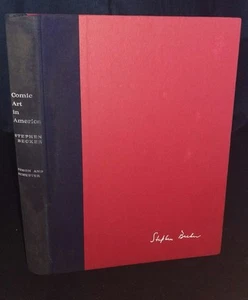 Comic
Art
in
America
STEPHEN
BECKER
SIMON AND
SCHUSTER
Stephen Becker